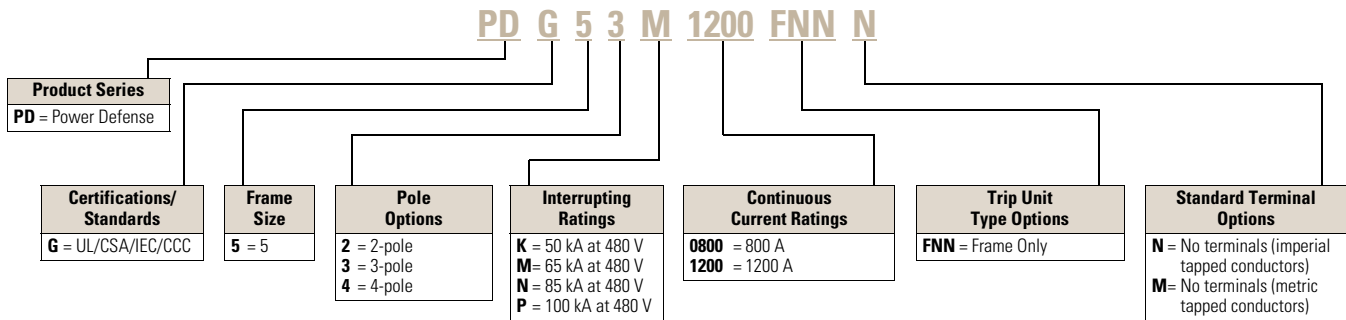 PD G 5 3 M 1200 FNN N
Product Series
PD = Power Defense
Certifications/
Standards
G = UL/CSA/IEC/CCC
Frame
Size
5 = 5
Pole
Options
2 = 2-pole
3 = 3-pole
4 = 4-pole
Interrupting
Ratings
K = 50 kA at 480 V
M= 65 kA at 480 V
N = 85 kA at 480 V
P = 100 kA at 480 V
Continuous
Current Ratings
0800 = 800 A
1200 = 1200 A
Trip Unit
Type Options
FNN = Frame Only
Standard Terminal
Options
N = No terminals (imperial
tapped conductors)
M= No terminals (metric
tapped conductors)